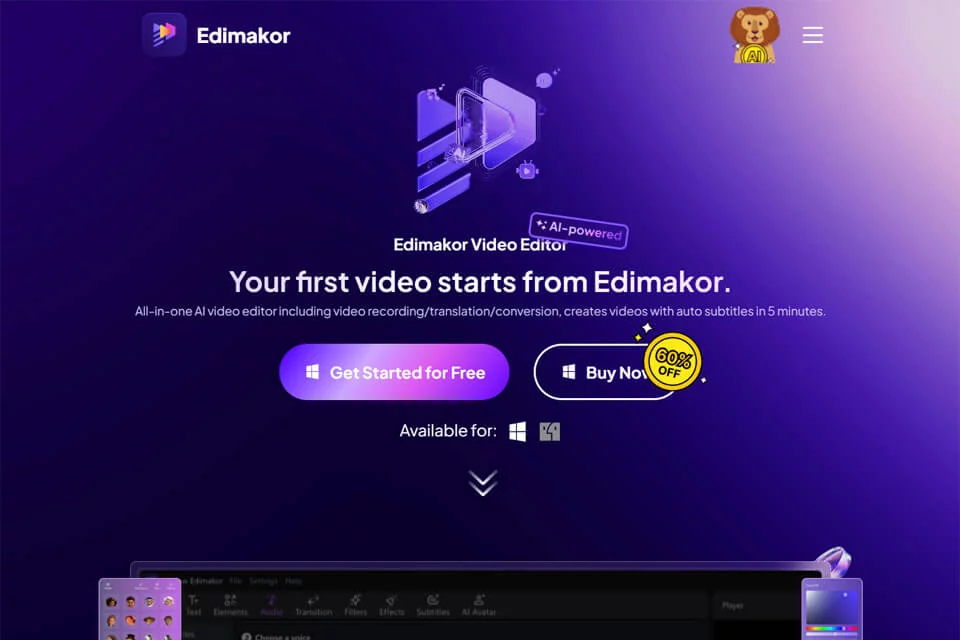 Edimakor
AI
AI-powered
Edimakor Video Editor
Your first video starts from Edimakor.
All-in-one AI video editor including video recording/translation/conversion, creates videos with auto subtitles in 5 minutes.
Get Started for Free
Buy Now
60%
OFF
Available for:
Edimakor File Settings Help
Text Elements Audio Transition Filters Effects Subtitles AI Avatar
Player
Choose a voice